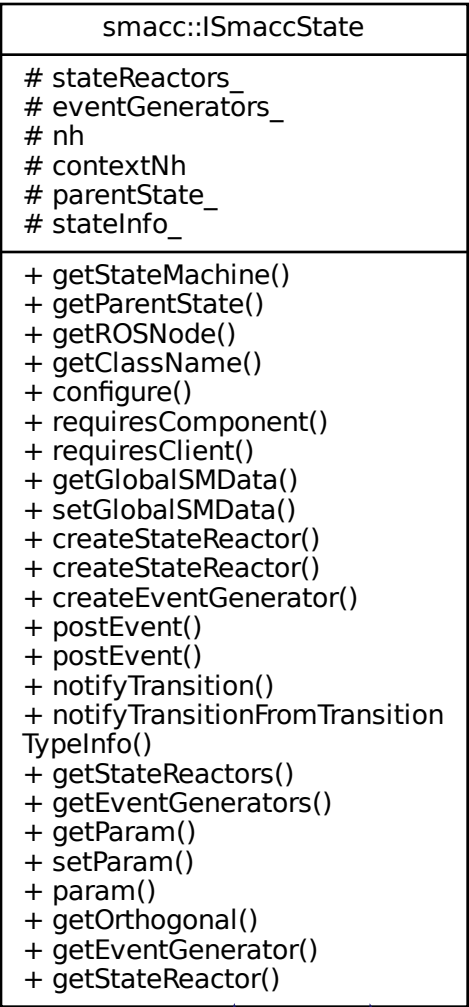 smacc::ISmaccState
# stateReactors_
# eventGenerators_
# nh
# contextNh
# parentState_
# stateInfo_
+ getStateMachine()
+ getParentState()
+ getROSNode()
+ getClassName()
+ configure()
+ requiresComponent()
+ requiresClient()
+ getGlobalSMData()
+ setGlobalSMData()
+ createStateReactor()
+ createStateReactor()
+ createEventGenerator()
+ postEvent()
+ postEvent()
+ notifyTransition()
+ notifyTransitionFromTransition
TypeInfo()
+ getStateReactors()
+ getEventGenerators()
+ getParam()
+ setParam()
+ param()
+ getOrthogonal()
+ getEventGenerator()
+ getStateReactor()